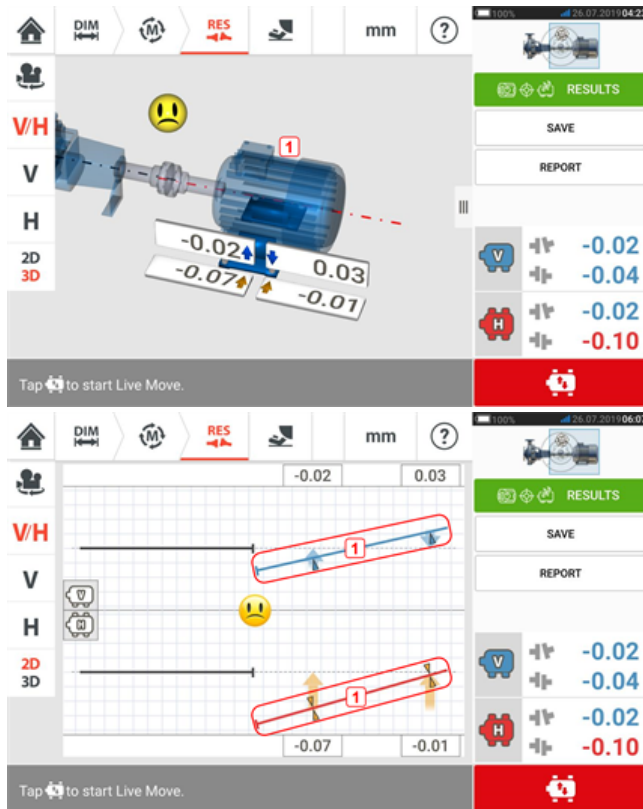 DIM
M
RES
mm
?
100%
26.07.2019 04:2
V/H
V
H
2D
3D
1
-0.02
0.03
-0.07
-0.01
Tap to start Live Move.
RESULTS
SAVE
REPORT
V
-0.02
-0.04
H
-0.02
-0.10
DIM
M
RES
mm
?
100%
26.07.2019 06:0
V/H
V
H
2D
3D
-0.02
0.03
1
V
H
1
-0.07
-0.01
Tap to start Live Move.
RESULTS
SAVE
REPORT
V
-0.02
-0.04
H
-0.02
-0.10